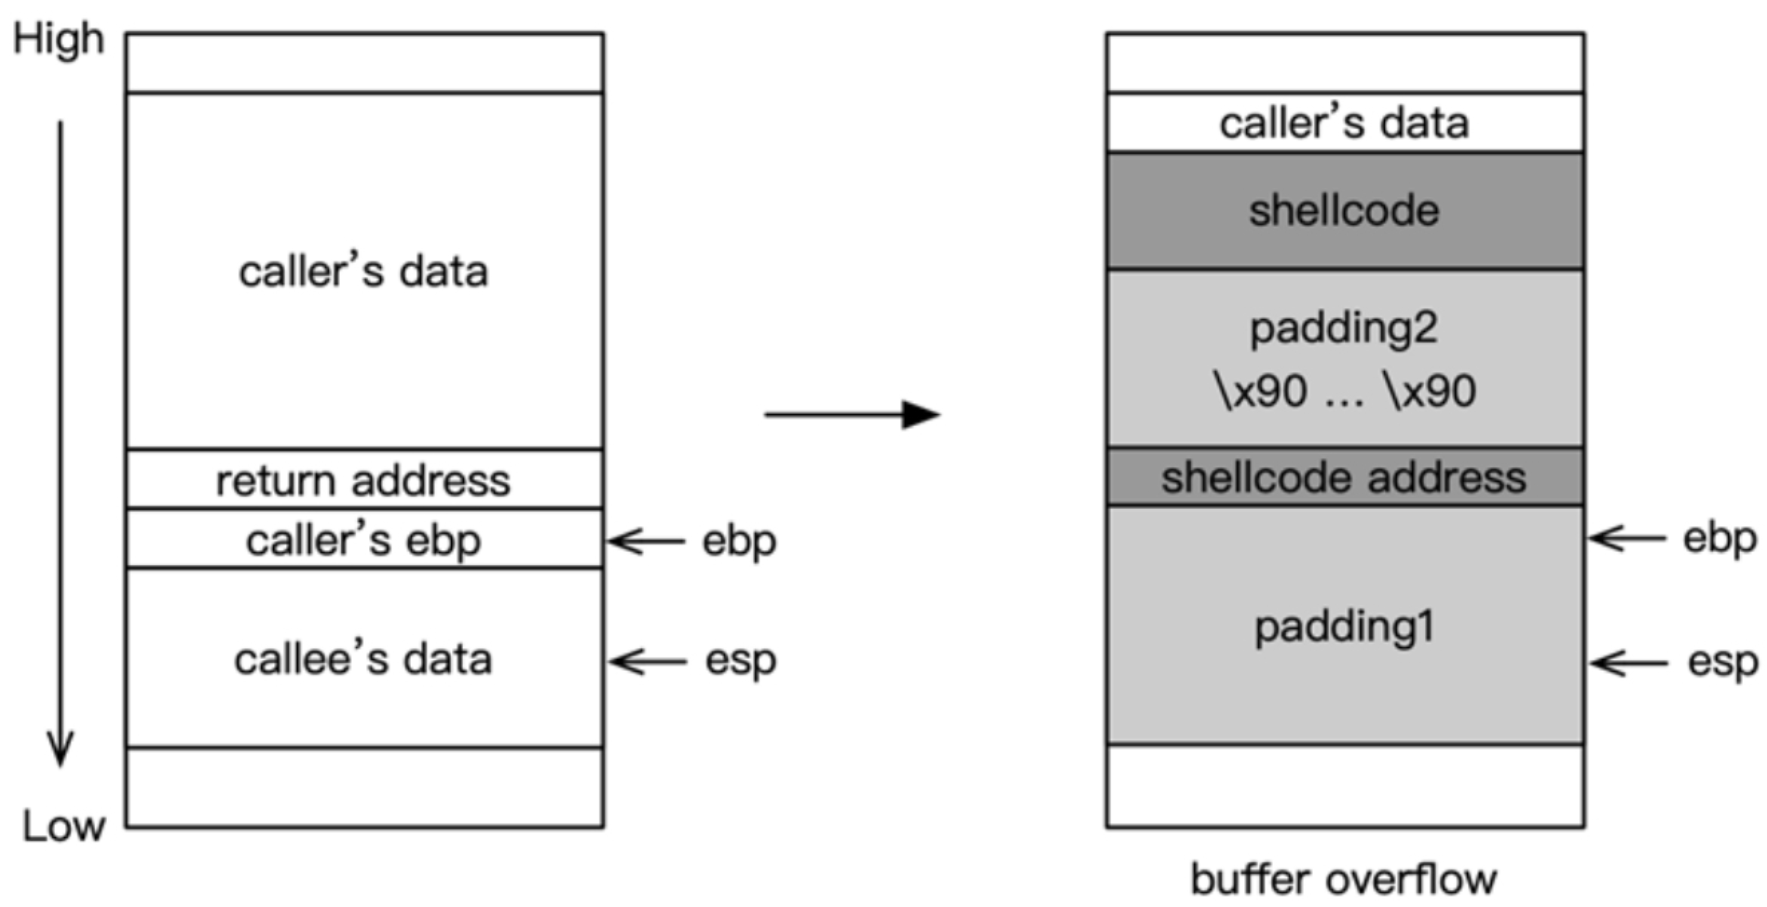 High
caller’s data
return address
caller’s ebp
ebp
callee’s data
esp
Low
caller’s data
shellcode
padding2
\x90 ... \x90
shellcode address
ebp
padding1
esp
buffer overflow